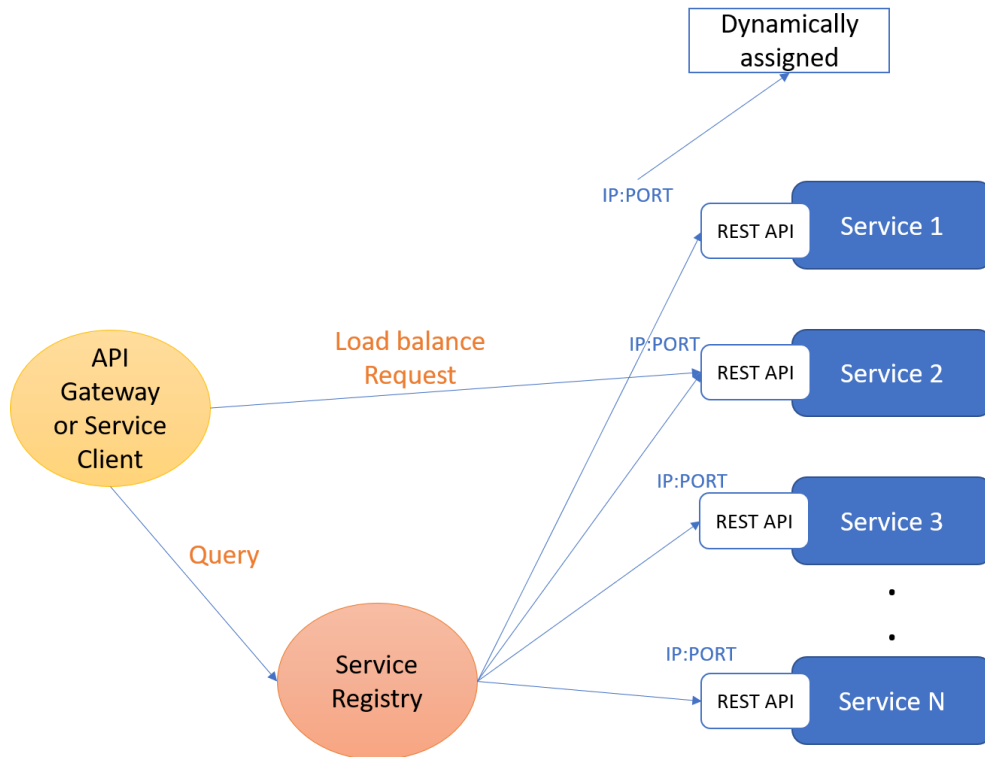 Dynamically
assigned
IP:PORT
REST API
Service 1
Load balance
Request
IP:PORT
REST API
Service 2
API
Gateway
or Service
Client
IP:PORT
REST API
Service 3
Query
.
.
Service
Registry
IP:PORT
REST API
Service N